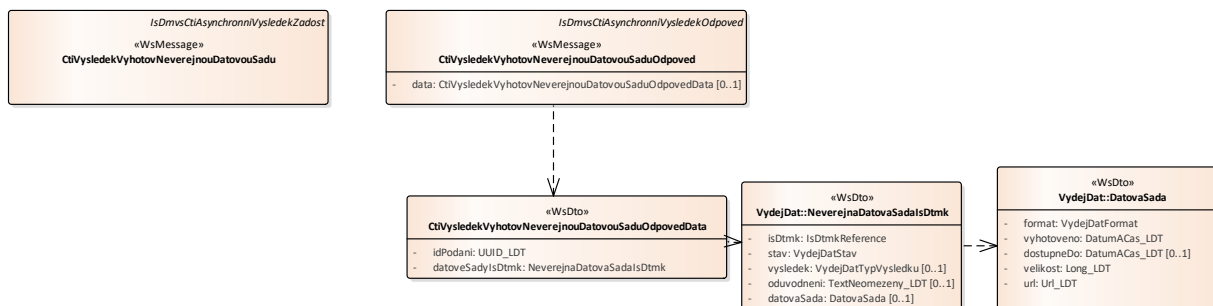 IsDmvsCtiAsynchronniVysledekZadost
«WsMessage»
CtiVysledekVyhotovNeverejnouDatovouSadu
IsDmvsCtiAsynchronniVysledekOdpoved
«WsMessage»
CtiVysledekVyhotovNeverejnouDatovouSaduOdpoved
- data: CtiVysledekVyhotovNeverejnouDatovouSaduOdpovedData [0..1]
«WsDto»
CtiVysledekVyhotovNeverejnouDatovouSaduOdpovedData
- idPodani: UUID_LDT
- datoveSadyIsDtmk: NeverejnaDatovaSadaIsDtmk
«WsDto»
VydejDat::NeverejnaDatovaSadaIsDtmk
- isDtmk: IsDtmkReference
- stav: VydejDatStav
- vysledek: VydejDatTypVysledku [0..1]
- oduvodneni: TextNeomezeny_LDT [0..1]
- datovaSada: DatovaSada [0..1]
«WsDto»
VydejDat::DatovaSada
- format: VydejDatFormat
- vyhotoveno: DatumACas_LDT
- dostupneDo: DatumACas_LDT [0..1]
- velikost: Long_LDT
- url: Url_LDT